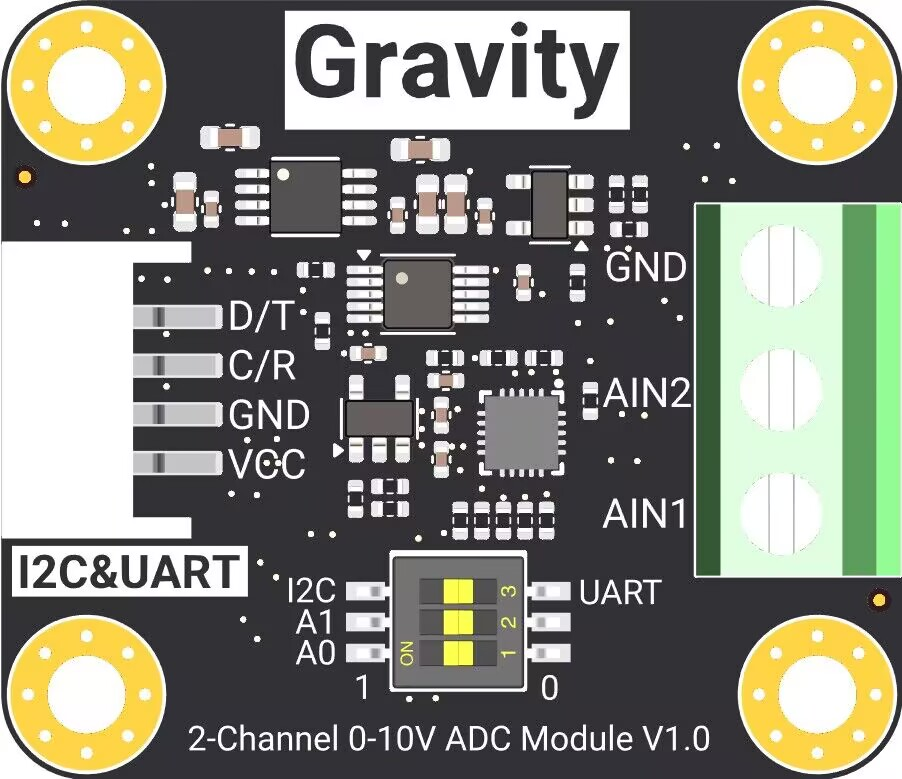 Gravity
GND
D/T
C/R
AIN2
GND
VCC
AIN1
I2C&UART
I2C 3 UART
A1 2
A0 ON 1
1 0
2-Channel 0-10V ADC Module V1.0